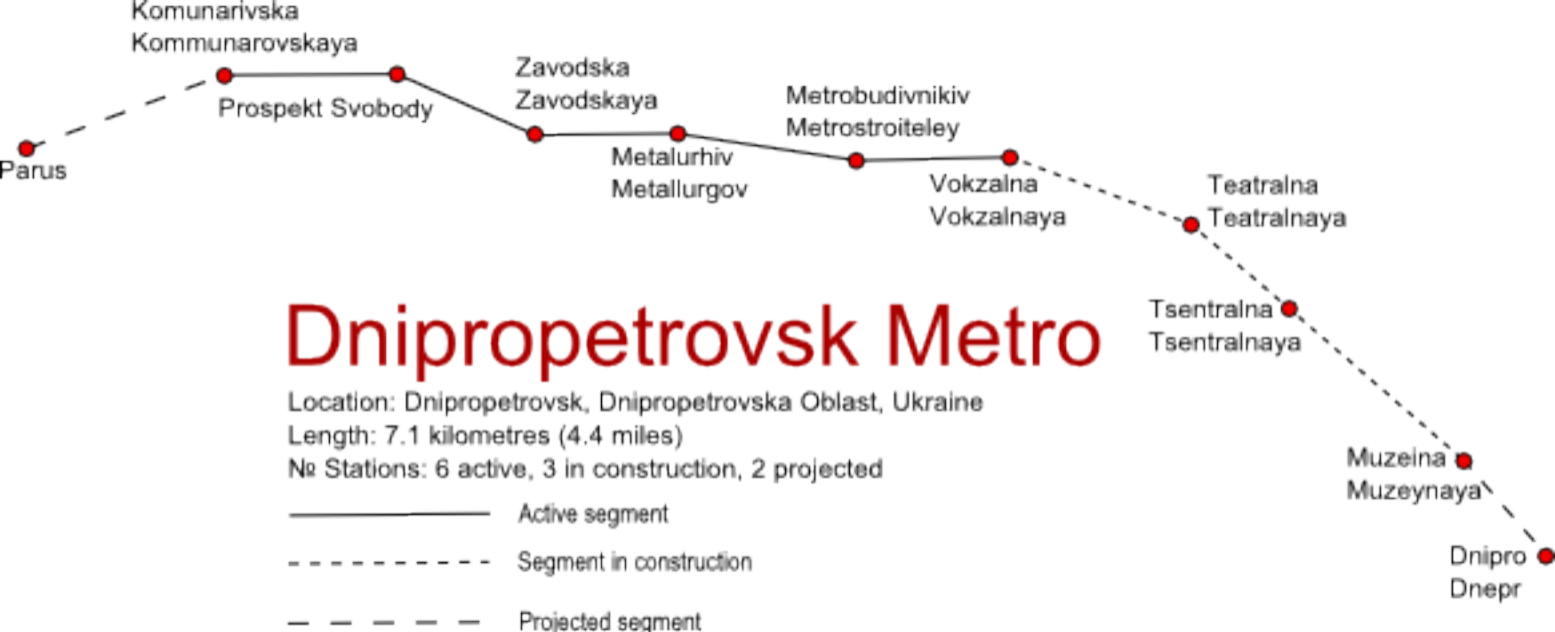 Komunarivska
Kommunarovskaya
Prospekt Svobody
Parus
Zavodska
Zavodskaya
Metalurhiv
Metallurgov
Metrobudivnikiv
Metrostroiteley
Vokzalna
Vokzalnaya
Teatralna
Teatralnaya
Tsentralna
Tsentralnaya
Muzeina
Muzeynaya
Dnipro
Dnepr
Dnipropetrovsk Metro
Location: Dnipropetrovsk, Dnipropetrovska Oblast, Ukraine
Length: 7.1 kilometres (4.4 miles)
№ Stations: 6 active, 3 in construction, 2 projected
Active segment
Segment in construction
Projected segment